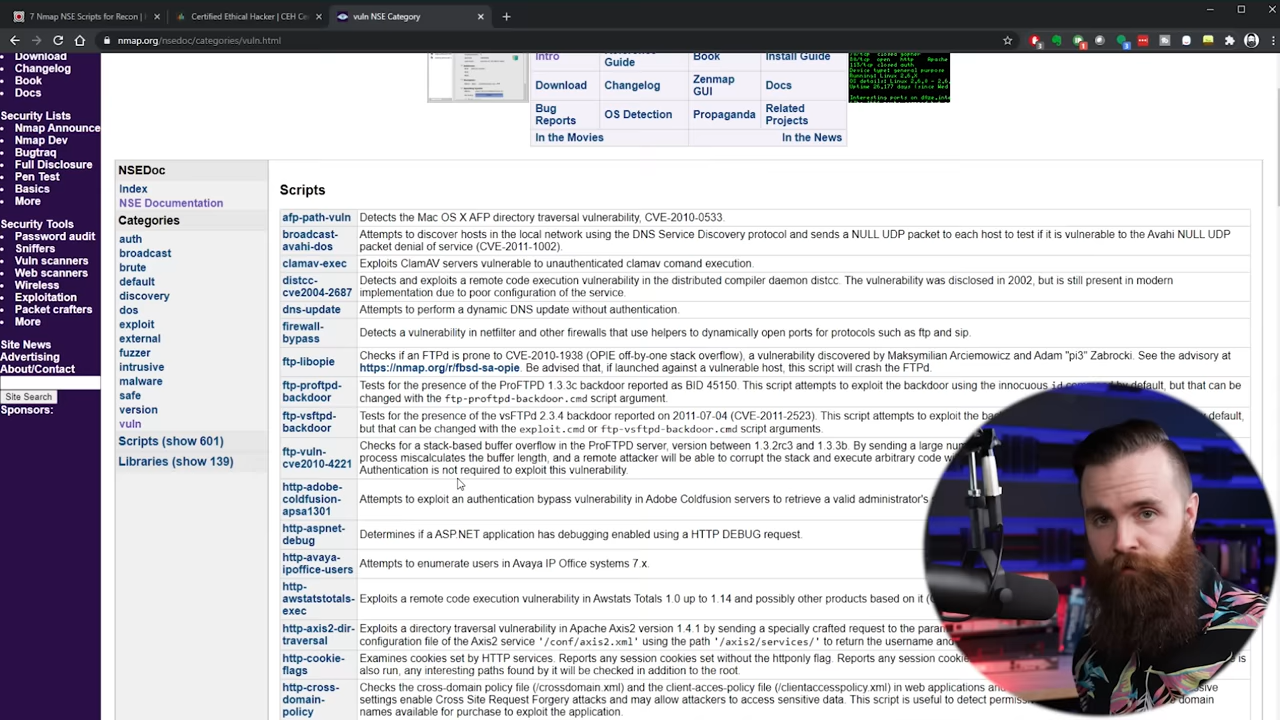 7 Nmap NSE Scripts for Recon |
Certified Ethical Hacker | CEH Ce
vuln NSE Category
nmap.org/nsedoc/categories/vuln.html
Download
Changelog
Book
Docs
Security Lists
Nmap Announce
Nmap Dev
Bugtraq
Full Disclosure
Pen Test
Basics
More
Security Tools
Password audit
Sniffers
Vuln scanners
Web scanners
Wireless
Exploitation
Packet crafters
More
Site News
Advertising
About/Contact
Site Search
Sponsors:
Intro
Guide
Book
Install Guide
Download
Changelog
Zenmap
GUI
Docs
Bug
Reports
OS Detection
Propaganda
Related
Projects
In the Movies
In the News
NSEDoc
Index
NSE Documentation
Categories
auth
broadcast
brute
default
discovery
dos
exploit
external
fuzzer
intrusive
malware
safe
version
vuln
Scripts (show 601)
Libraries (show 139)
Scripts
afp-path-vuln Detects the Mac OS X AFP directory traversal vulnerability, CVE-2010-0533.
broadcast-
avahi-dos
Attempts to discover hosts in the local network using the DNS Service Discovery protocol and sends a NULL UDP packet to each host to test if it is vulnerable to the Avahi NULL UDP
packet denial of service (CVE-2011-1002).
clamav-exec Exploits ClamAV servers vulnerable to unauthenticated clamav comand execution.
distcc-
cve2004-2687
Detects and exploits a remote code execution vulnerability in the distributed compiler daemon distcc. The vulnerability was disclosed in 2002, but is still present in modern
implementation due to poor configuration of the service.
dns-update Attempts to perform a dynamic DNS update without authentication.
firewall-
bypass
Detects a vulnerability in netfilter and other firewalls that use helpers to dynamically open ports for protocols such as ftp and sip.
ftp-libopie
Checks if an FTPd is prone to CVE-2010-1938 (OPIE off-by-one stack overflow), a vulnerability discovered by Maksymilian Arciemowicz and Adam "pi3" Zabrocki. See the advisory at
https://nmap.org/r/fbsd-sa-opie. Be advised that, if launched against a vulnerable host, this script will crash the FTPd.
ftp-proftpd-
backdoor
Tests for the presence of the ProFTPD 1.3.3c backdoor reported as BID 45150. This script attempts to exploit the backdoor using the innocuous id command by default, but that can be
changed with the ftp-proftpd-backdoor.cmd script argument.
ftp-vsftpd-
backdoor
Tests for the presence of the vsFTPd 2.3.4 backdoor reported on 2011-07-04 (CVE-2011-2523). This script attempts to exploit the default,
but that can be changed with the exploit.cmd or ftp-vsftpd-backdoor.cmd script arguments.
ftp-vuln-
cve2010-4221
Checks for a stack-based buffer overflow in the ProFTPD server, version between 1.3.2rc3 and 1.3.3b. By sending a large
process miscalculates the buffer length, and a remote attacker will be able to corrupt the stack and execute arbitrary code
Authentication is not required to exploit this vulnerability.
http-adobe-
coldfusion-
apsa1301
Attempts to exploit an authentication bypass vulnerability in Adobe Coldfusion servers to retrieve a valid administrator's
http-aspnet-
debug
Determines if a ASP.NET application has debugging enabled using a HTTP DEBUG request.
http-avaya-
ipoffice-users
Attempts to enumerate users in Avaya IP Office systems 7.x.
http-
awstatstotals-
exec
Exploits a remote code execution vulnerability in Awstats Totals 1.0 up to 1.14 and possibly other products based on it
http-axis2-dir-
traversal
Exploits a directory traversal vulnerability in Apache Axis2 version 1.4.1 by sending a specially crafted request to the
configuration file of the Axis2 service '/conf/axis2.xml' using the path '/axis2/services/' to return the username and
http-cookie-
flags
Examines cookies set by HTTP services. Reports any session cookies set without the httponly flag. Reports any session is
also run, any interesting paths found by it will be checked in addition to the root.
http-cross-
domain-
policy
Checks the cross-domain policy file (/crossdomain.xml) and the client-acces-policy file (/clientaccesspolicy.xml) in web applications
settings enable Cross Site Request Forgery attacks and may allow attackers to access sensitive data. This script is useful to detect
names available for purchase to exploit the application.